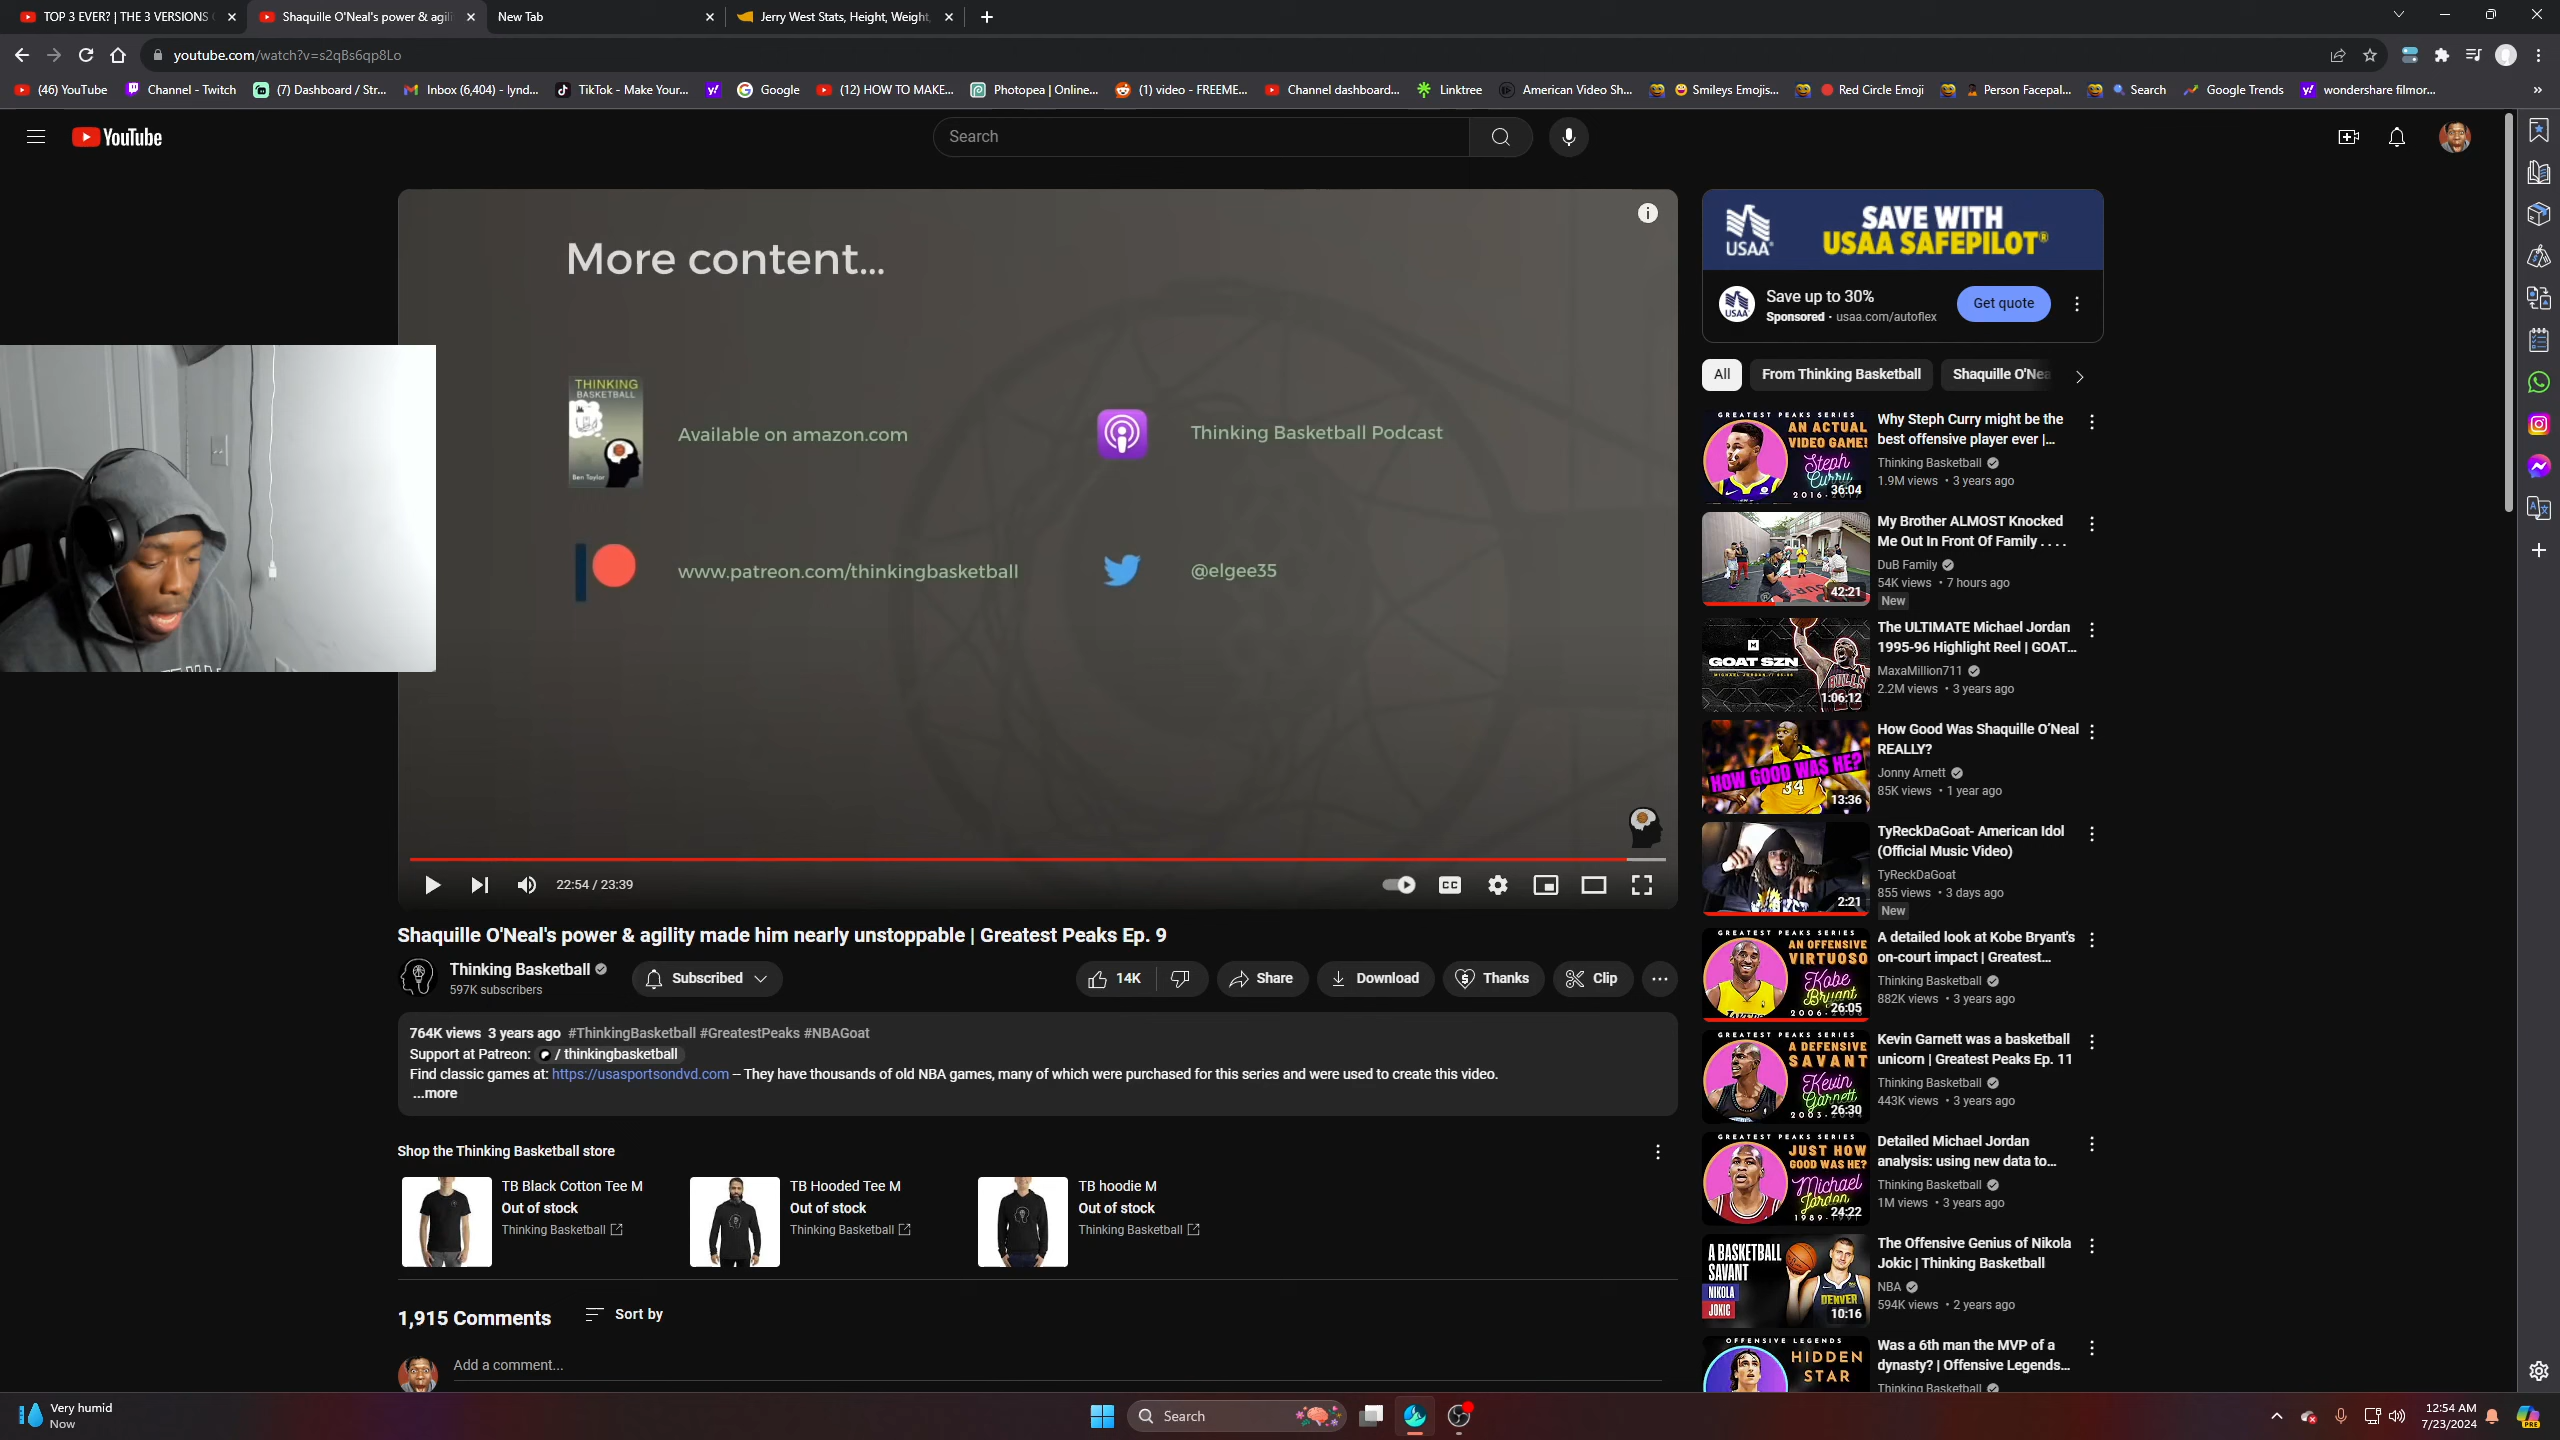 TOP 3 EVER? | THE 3 VERSIONS
Shaquille O'Neal's power & agili
New Tab
Jerry West Stats, Height, Weight,
youtube.com/watch?v=s2qBs6qp8Lo
(46) YouTube
Channel - Twitch
(7) Dashboard / Str...
Inbox (6,404) - lynd...
TikTok - Make Your...
Google
(12) HOW TO MAKE...
Photopea | Online...
(1) video - FREEME...
Channel dashboard...
Linktree
American Video Sh...
Smileys Emojis...
Red Circle Emoji
Person Facepal...
Search
Google Trends
wondershare filmor...
YouTube
Search
More content...
THINKING
BASKETBALL
Ben Taylor
Available on amazon.com
Thinking Basketball Podcast
www.patreon.com/thinkingbasketball
@elgee35
22:54 / 23:39
Shaquille O'Neal's power & agility made him nearly unstoppable | Greatest Peaks Ep. 9
Thinking Basketball
597K subscribers
Subscribed
14K
Share
Download
Thanks
Clip
764K views 3 years ago #ThinkingBasketball #GreatestPeaks #NBAGoat
Support at Patreon: / thinkingbasketball
Find classic games at: https://usasportsondvd.com -- They have thousands of old NBA games, many of which were purchased for this series and were used to create this video.
...more
Shop the Thinking Basketball store
TB Black Cotton Tee M
Out of stock
Thinking Basketball
TB Hooded Tee M
Out of stock
Thinking Basketball
TB hoodie M
Out of stock
Thinking Basketball
1,915 Comments
Sort by
Add a comment...
USAA
SAVE WITH
USAA SAFEPILOT®
USAA
Save up to 30%
Sponsored · usaa.com/autoflex
Get quote
All
From Thinking Basketball
Shaquille O'Nea
GREATEST PEAKS SERIES
AN ACTUAL
VIDEO GAME!
Steph
Curry
36:04
Why Steph Curry might be the
best offensive player ever |...
Thinking Basketball
1.9M views • 3 years ago
42:21
My Brother ALMOST Knocked
Me Out In Front Of Family . . . .
DuB Family
54K views • 7 hours ago
New
GOAT SZN
BULLS
1:06:12
The ULTIMATE Michael Jordan
1995-96 Highlight Reel | GOAT...
MaxaMillion711
2.2M views • 3 years ago
HOW GOOD WAS HE?
34
13:36
How Good Was Shaquille O'Neal
REALLY?
Jonny Arnett
85K views • 1 year ago
2:21
TyReckDaGoat- American Idol
(Official Music Video)
TyReckDaGoat
855 views • 3 days ago
New
GREATEST PEAKS SERIES
AN OFFENSIVE
VIRTUOSO
Kobe
Bryant
26:05
A detailed look at Kobe Bryant's
on-court impact | Greatest...
Thinking Basketball
882K views • 3 years ago
GREATEST PEAKS SERIES
A DEFENSIVE
SAVANT
Kevin
Garnett
26:30
Kevin Garnett was a basketball
unicorn | Greatest Peaks Ep. 11
Thinking Basketball
443K views • 3 years ago
GREATEST PEAKS SERIES
JUST HOW
GOOD WAS HE?
Michael
Jordan
24:22
Detailed Michael Jordan
analysis: using new data to...
Thinking Basketball
1M views • 3 years ago
A BASKETBALL
SAVANT
NIKOLA
JOKIC
DENVER
10:16
The Offensive Genius of Nikola
Jokic | Thinking Basketball
NBA
594K views • 2 years ago
OFFENSIVE LEGENDS
HIDDEN
STAR
Was a 6th man the MVP of a
dynasty? | Offensive Legends...
Thinking Basketball
Very humid
Now
Search
12:54 AM
7/23/2024
PRE